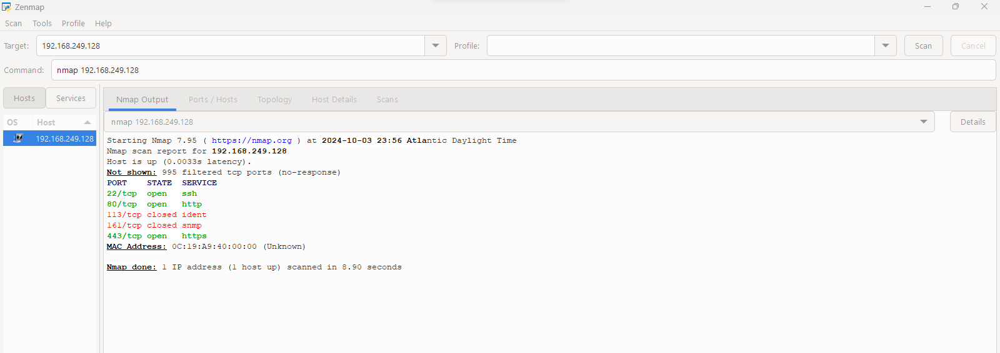 Zenmap
Scan Tools Profile Help
Target: 192.168.249.128 Profile: Scan Cancel
Command: nmap 192.168.249.128
Hosts Services
Nmap Output Ports / Hosts Topology Host Details Scans
OS Host
nmap 192.168.249.128 Details
192.168.249.128
Starting Nmap 7.95 ( https://nmap.org ) at 2024-10-03 23:56 Atlantic Daylight Time
Nmap scan report for 192.168.249.128
Host is up (0.0033s latency).
Not shown: 995 filtered tcp ports (no-response)
PORT STATE SERVICE
22/tcp open ssh
80/tcp open http
113/tcp closed ident
161/tcp closed snmp
443/tcp open https
MAC Address: 0C:19:A9:40:00:00 (Unknown)
Nmap done: 1 IP address (1 host up) scanned in 8.90 seconds